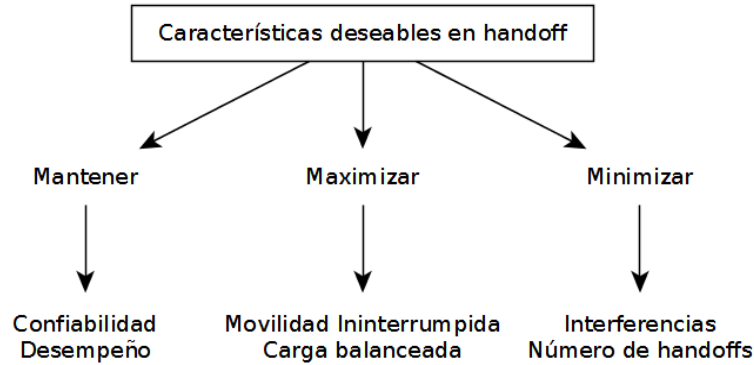 Características deseables en handoff
Mantener
Maximizar
Minimizar
Confiabilidad
Desempeño
Movilidad Ininterrumpida
Carga balanceada
Interferencias
Número de handoffs